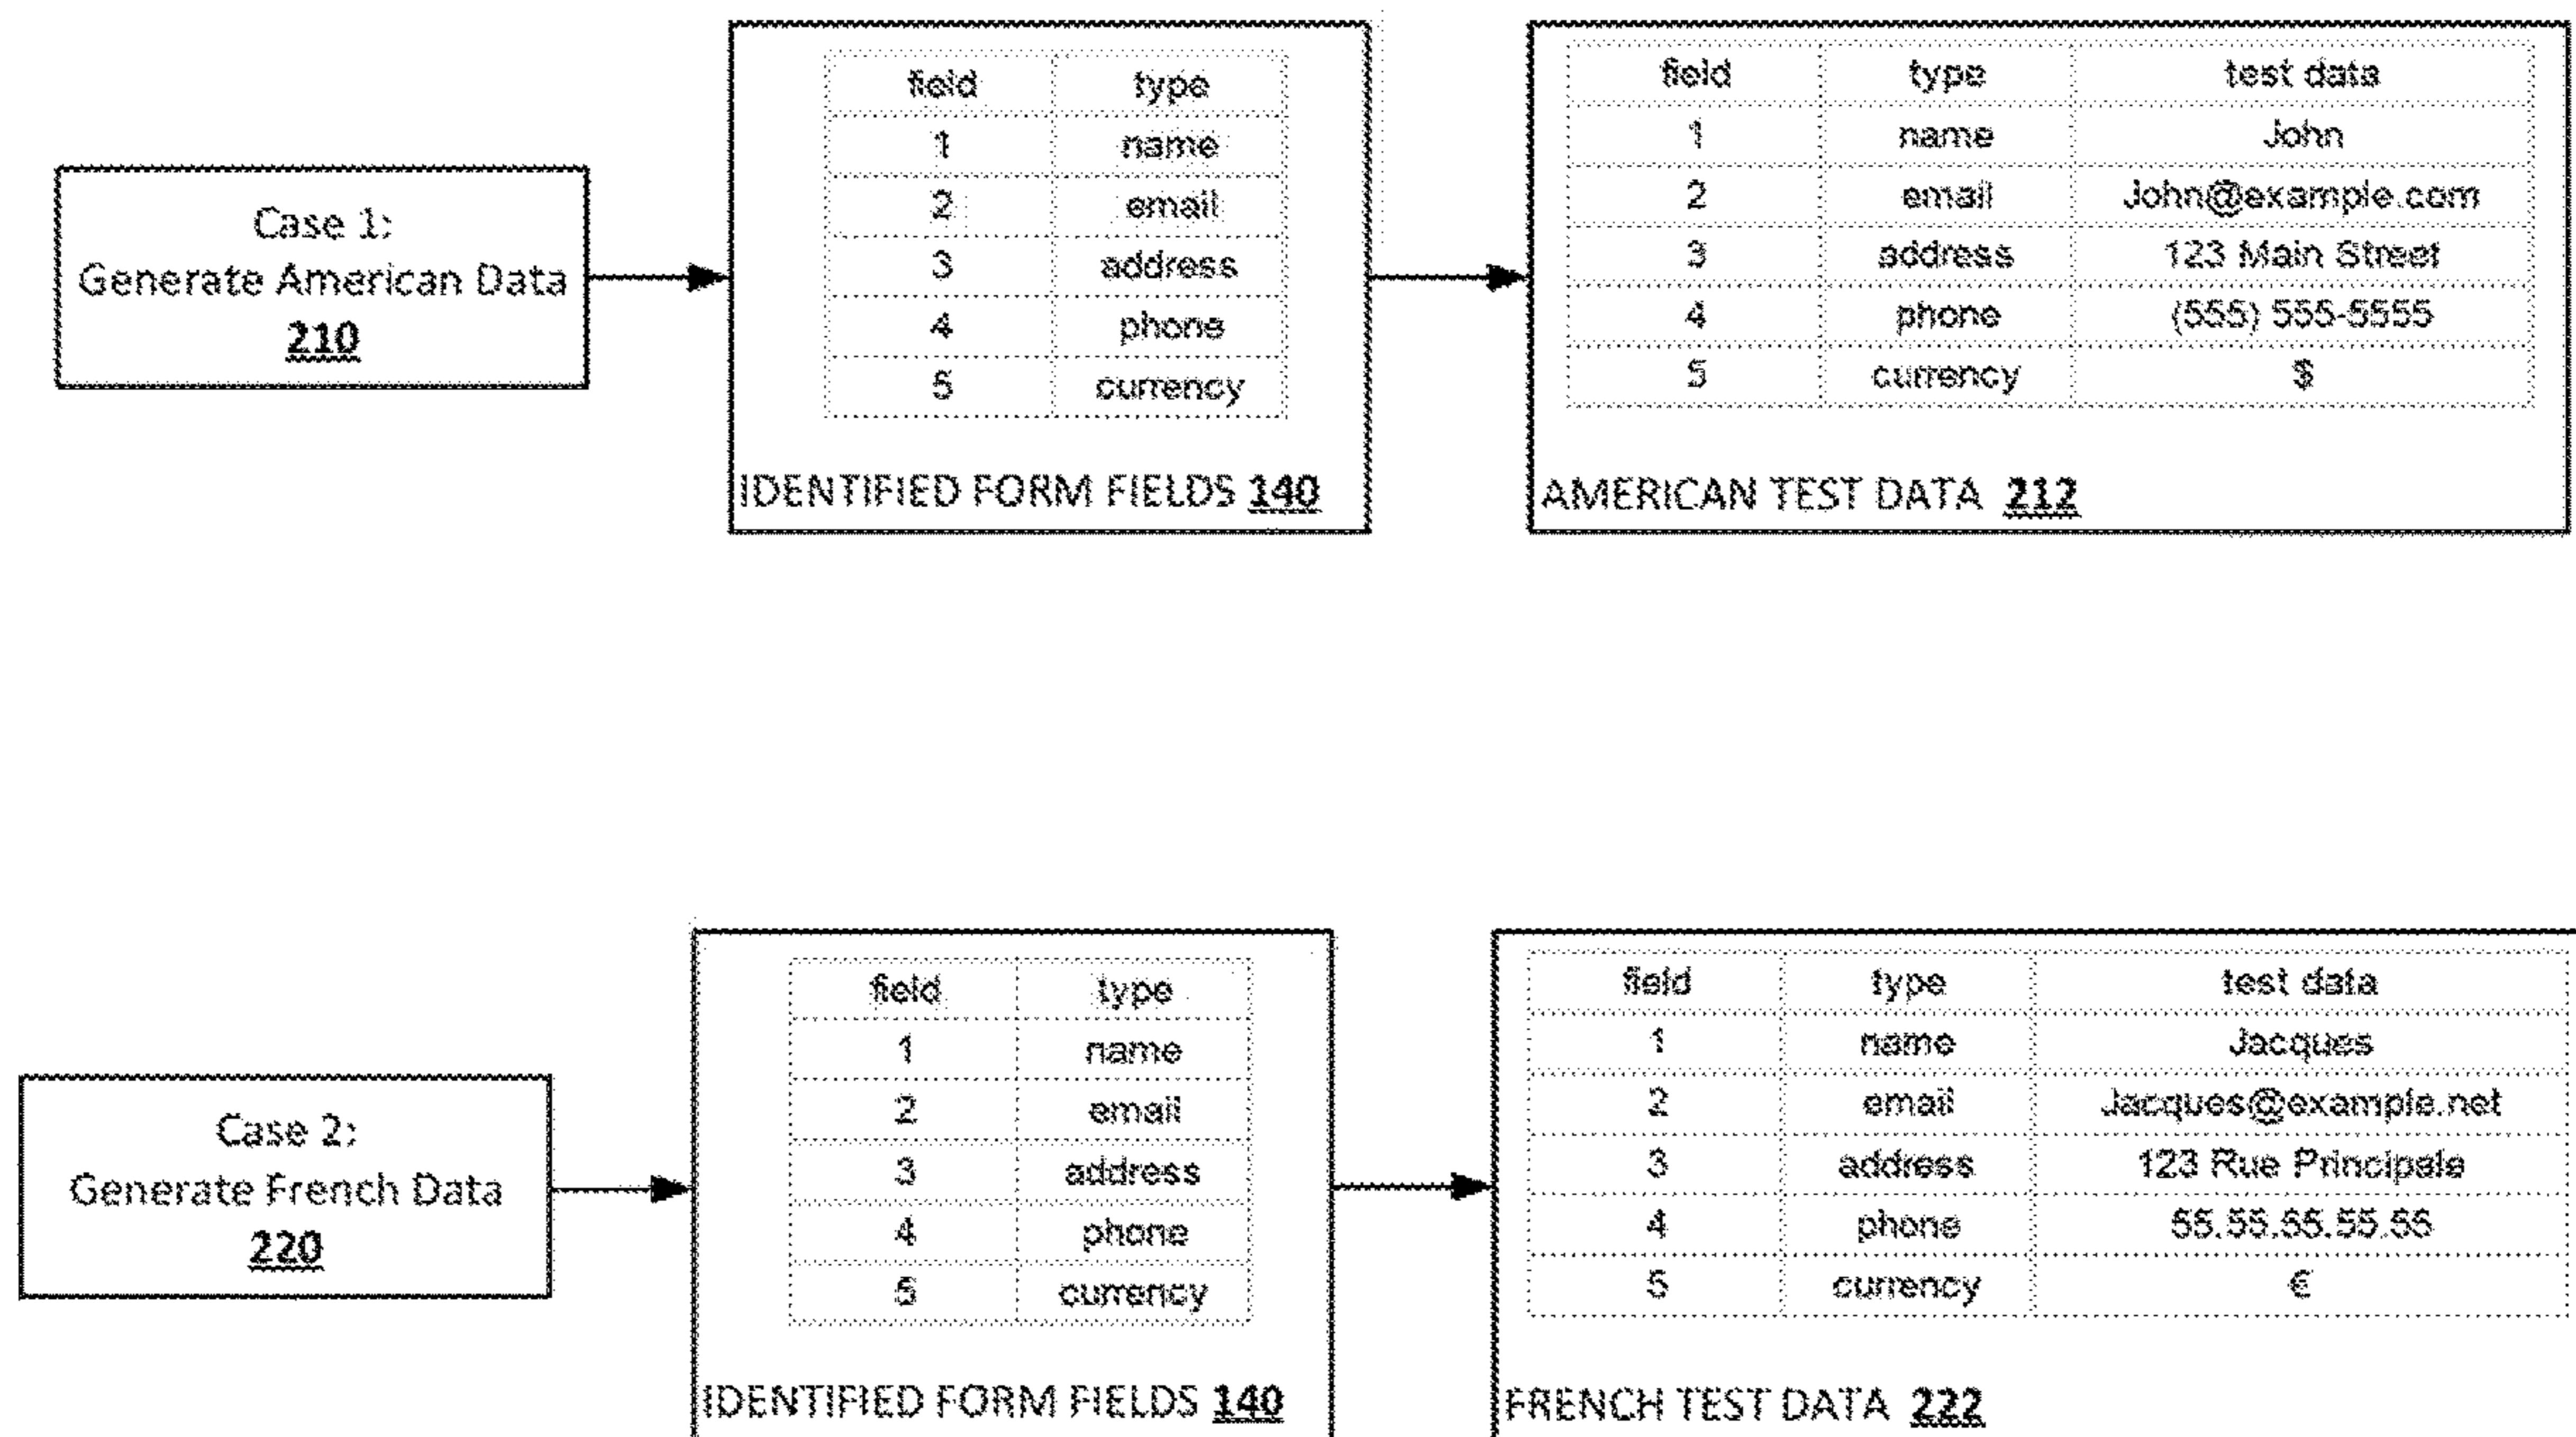 Case 1:
Generate American Data
210
field type
1 name
2 email
3 address
4 phone
5 currency
IDENTIFIED FORM FIELDS 140
field type test data
1 name John
2 email John@example.com
3 address 123 Main Street
4 phone (555) 555-5555
5 currency $
AMERICAN TEST DATA 212
Case 2:
Generate French Data
220
field type
1 name
2 email
3 address
4 phone
5 currency
IDENTIFIED FORM FIELDS 140
field type test data
1 name Jacques
2 email Jacques@example.net
3 address 123 Rue Principale
4 phone 55.55.55.55.55
5 currency €
FRENCH TEST DATA 222